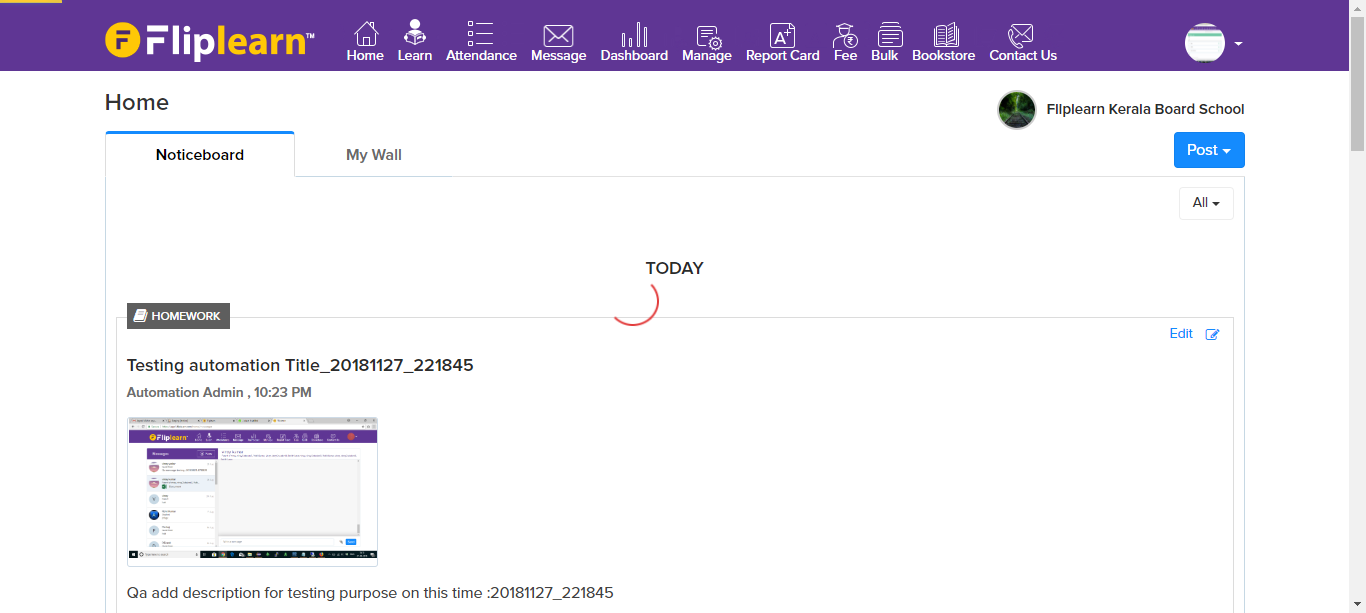 Fliplearn™
Home Learn Attendance Message Dashboard Manage Report Card Fee Bulk Bookstore Contact Us
Home
Fliplearn Kerala Board School
Noticeboard My Wall Post
All
TODAY
HOMEWORK
Edit
Testing automation Title_20181127_221845
Automation Admin , 10:23 PM
Fliplearn
Qa add description for testing purpose on this time :20181127_221845